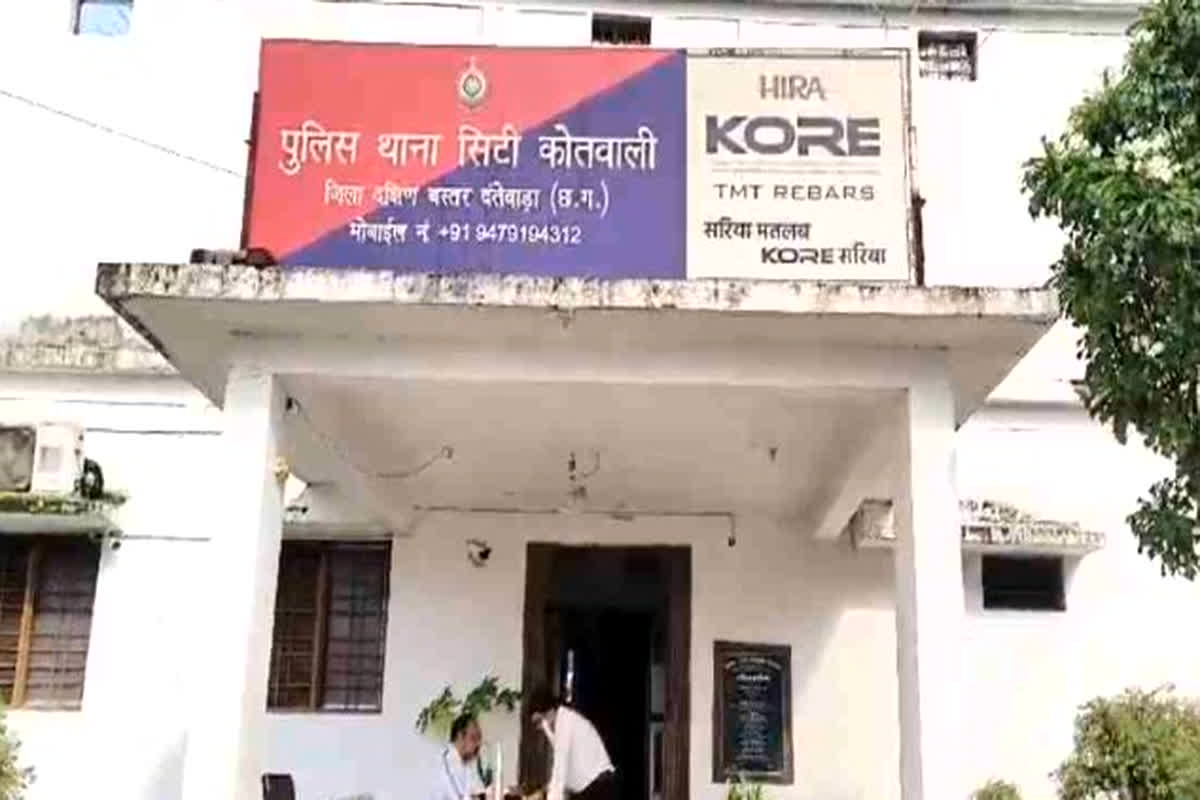 पुलिस थाना सिटी कोतवाली
जिला दक्षिण बस्तर दंतेवाड़ा (छ.ग.)
मोबाईल नं +91 9479194312
HIRA
KORE
TMT REBARS
सरिया मतलब
KORE सरिया